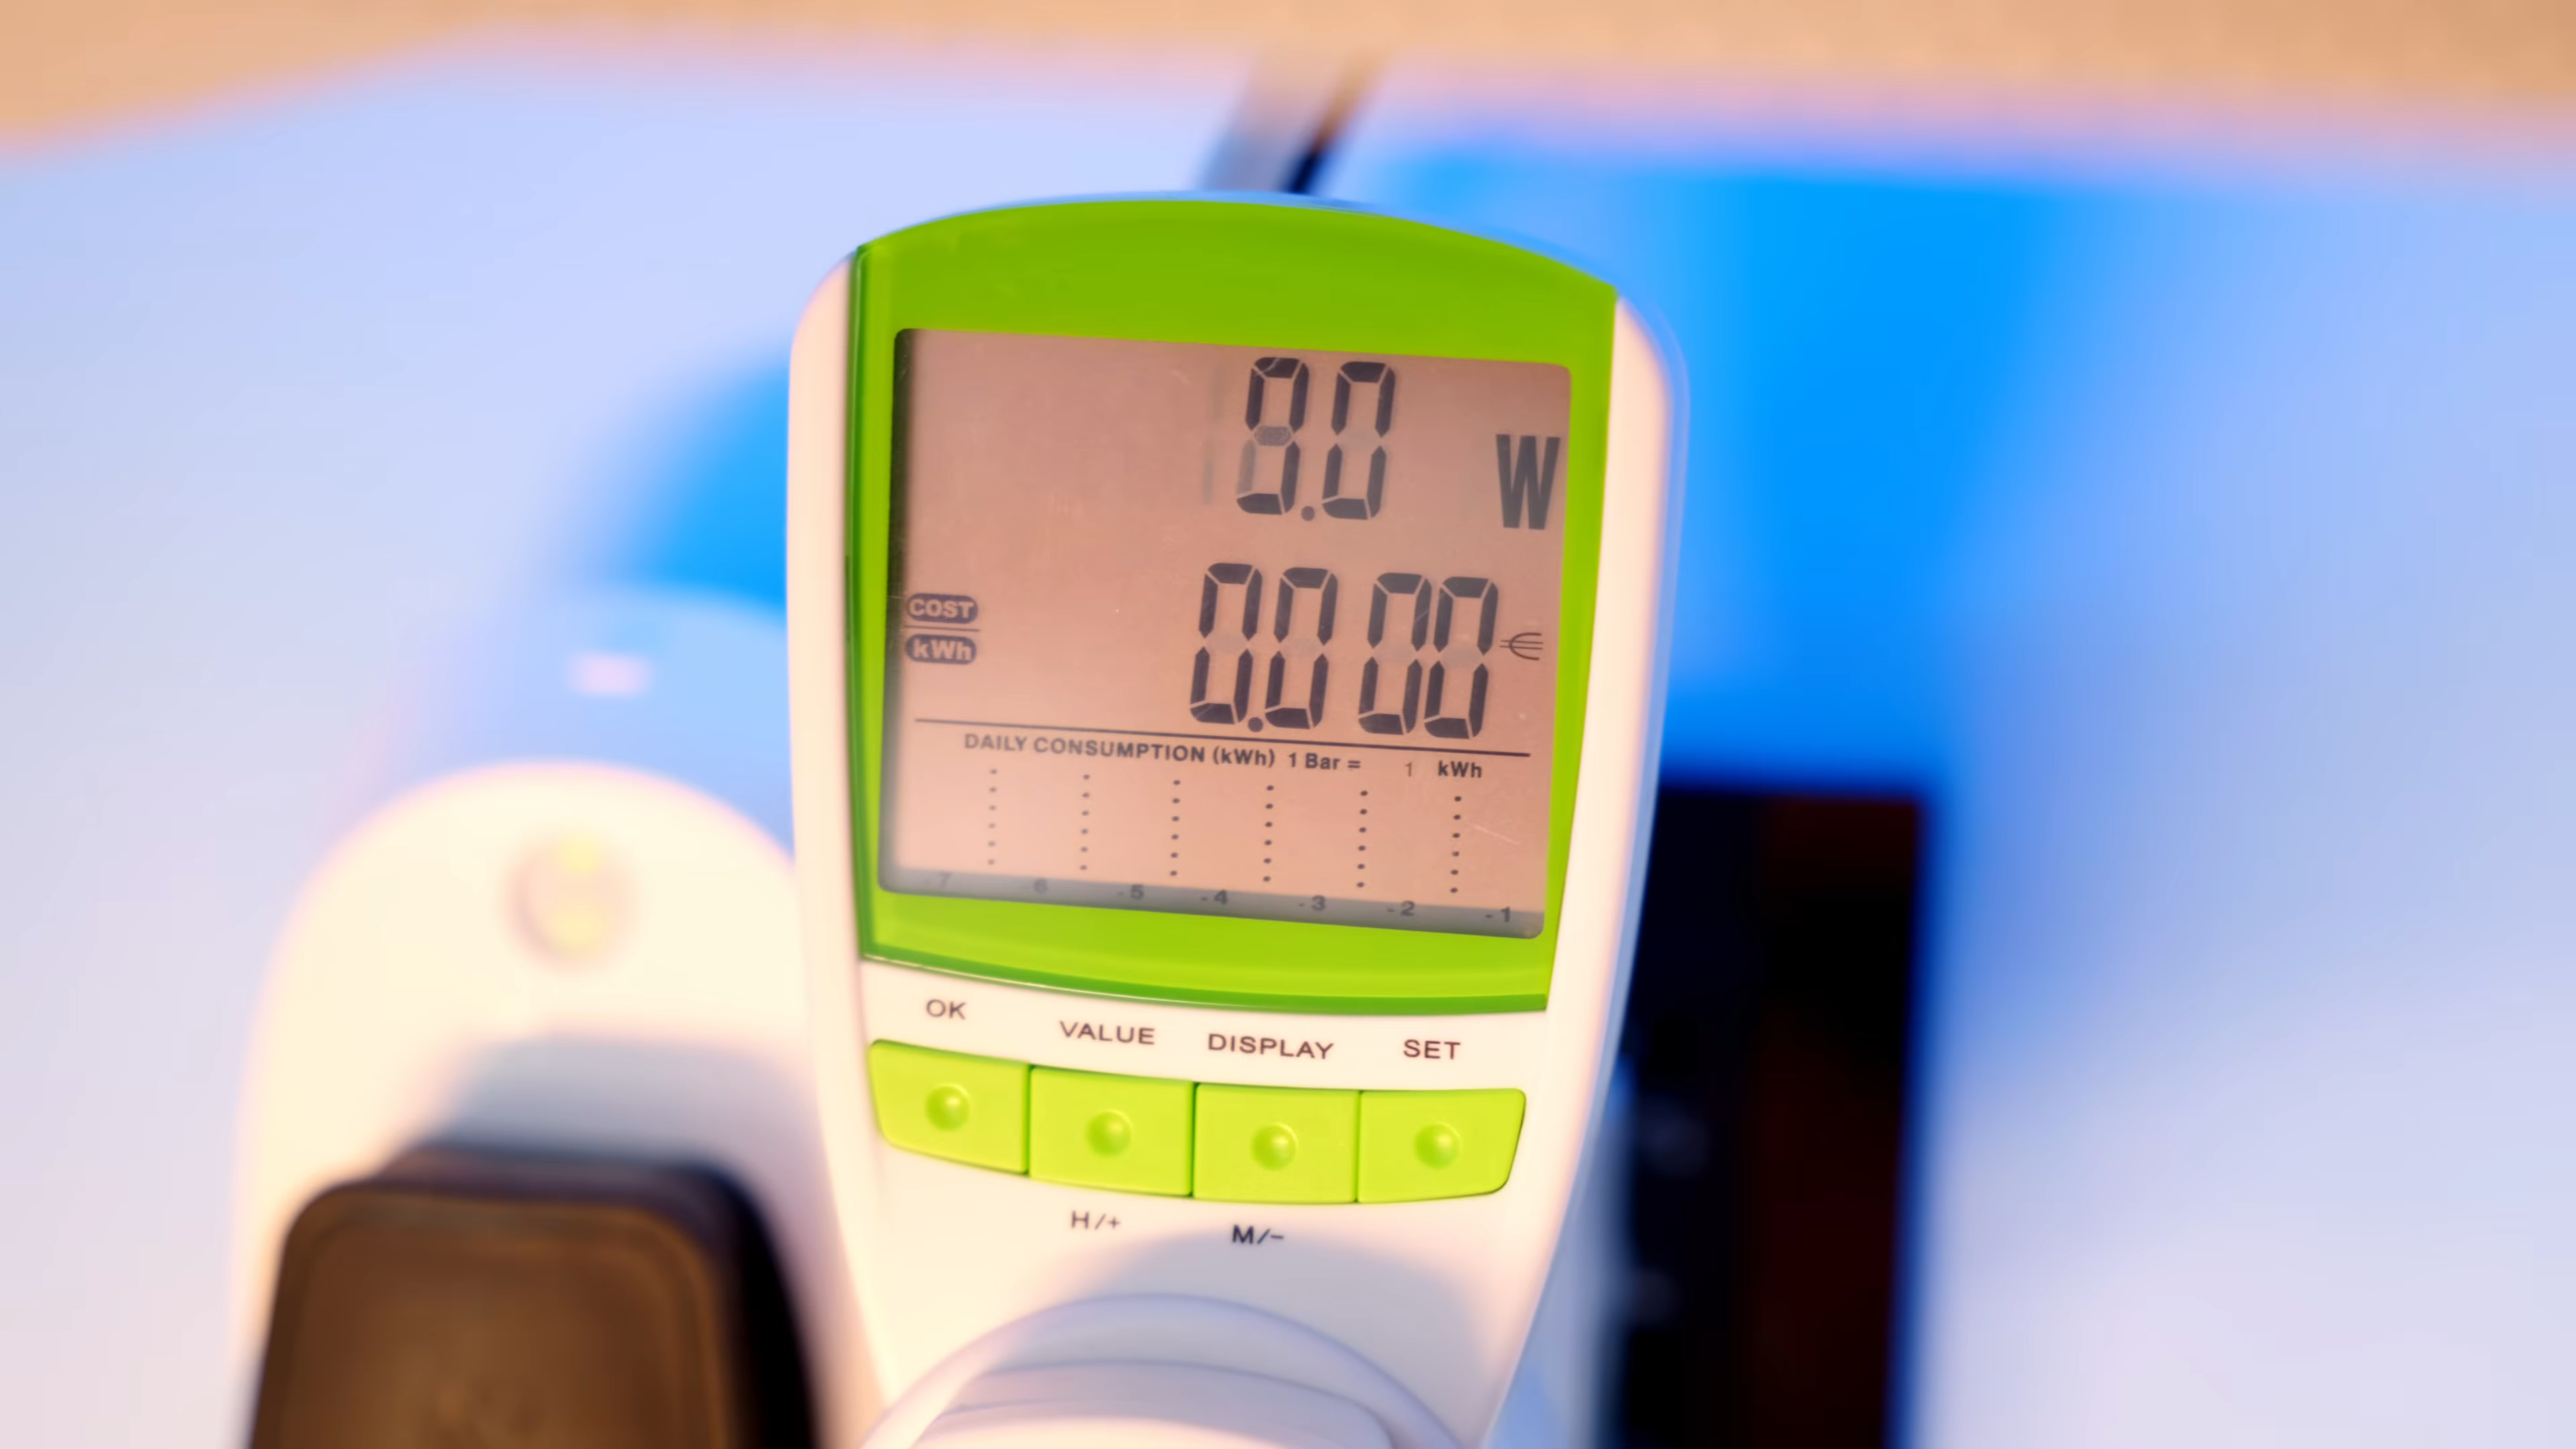 9.0 W
COST
kWh
0.000 €
DAILY CONSUMPTION (kWh) 1 Bar = 1 kWh
-7 -6 -5 -4 -3 -2 -1
OK VALUE DISPLAY SET
H/+ M/-